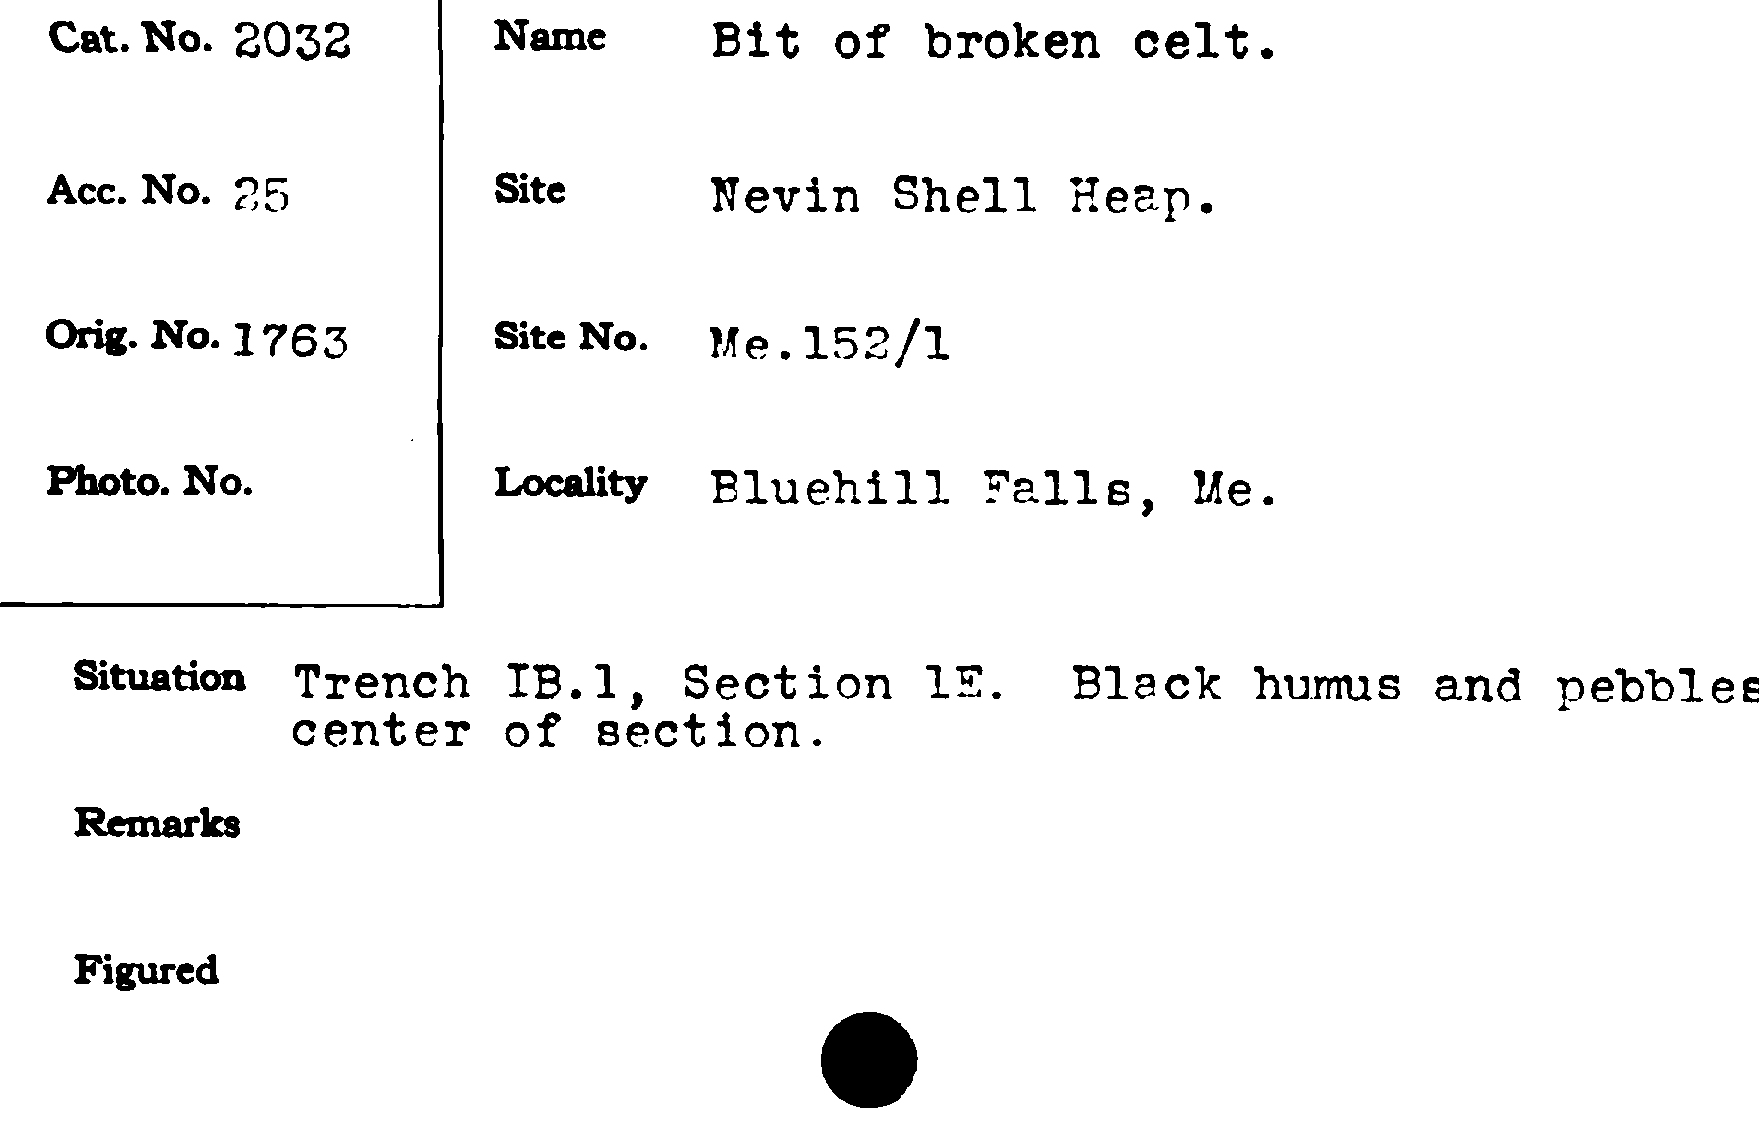 Cat. No. 2032
Acc. No. 25
Orig. No. 1763
Photo. No.
Name Bit of broken celt.
Site Nevin Shell Heap.
Site No. Me.152/1
Locality Bluehill Falls, Me.
Situation Trench IB.1, Section 1E. Black humus and pebbles
center of section.
Remarks
Figured